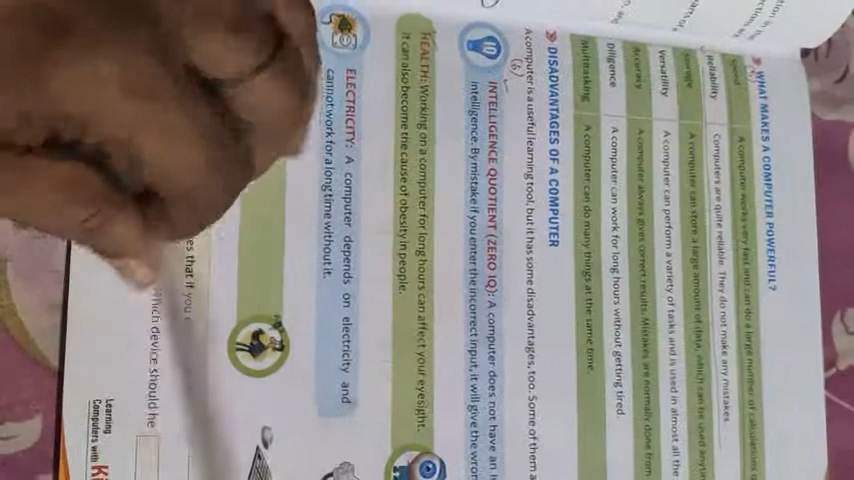 WHAT MAKES A COMPUTER POWERFUL?
Speed A computer works very fast and can do a large number of calculations
Reliability Computers are quite reliable. They do not make any mistakes.
Storage A computer can store a large amount of data, which can be used
Versatility A computer can perform a variety of tasks and is used in almost all the
Accuracy A computer always gives correct results. Mistakes are normally done from
Diligence A computer can work for long hours without getting tired.
Multitasking A computer can do many things at the same time.
DISADVANTAGES OF A COMPUTER
A computer is a useful learning tool, but it has some disadvantages, too. Some of them
(6)
INTELLIGENCE QUOTIENT (ZERO IQ): A computer does not have an
intelligence. By mistake if you enter the incorrect input, it will give the
HEALTH: Working on a computer for long hours can affect your eyesight.
It can also become the cause of obesity in people.
ELECTRICITY: A computer depends on electricity and
cannot work for a long time without it.
that if you
which device should he
Learning
Computers with